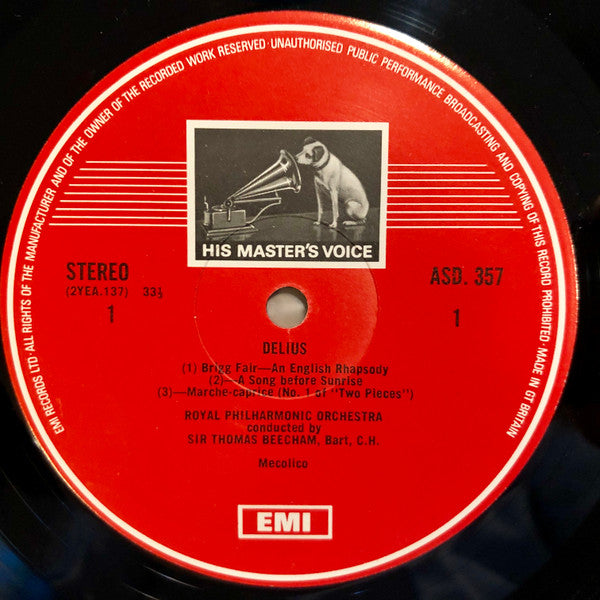 EMI RECORDS LTD · ALL RIGHTS OF THE MANUFACTURER AND OF THE OWNER OF THE RECORDED WORK RESERVED · UNAUTHORISED PUBLIC PERFORMANCE BROADCASTING AND COPYING OF THIS RECORD PROHIBITED · MADE IN GT BRITAIN
HIS MASTER'S VOICE
STEREO
(2YEA.137) 33⅓
1
ASD. 357
1
DELIUS
(1) Brigg Fair—An English Rhapsody
(2)—A Song before Sunrise
(3)—Marche-caprice (No. 1 of "Two Pieces")
ROYAL PHILHARMONIC ORCHESTRA
conducted by
SIR THOMAS BEECHAM, Bart, C.H.
Mecolico
EMI